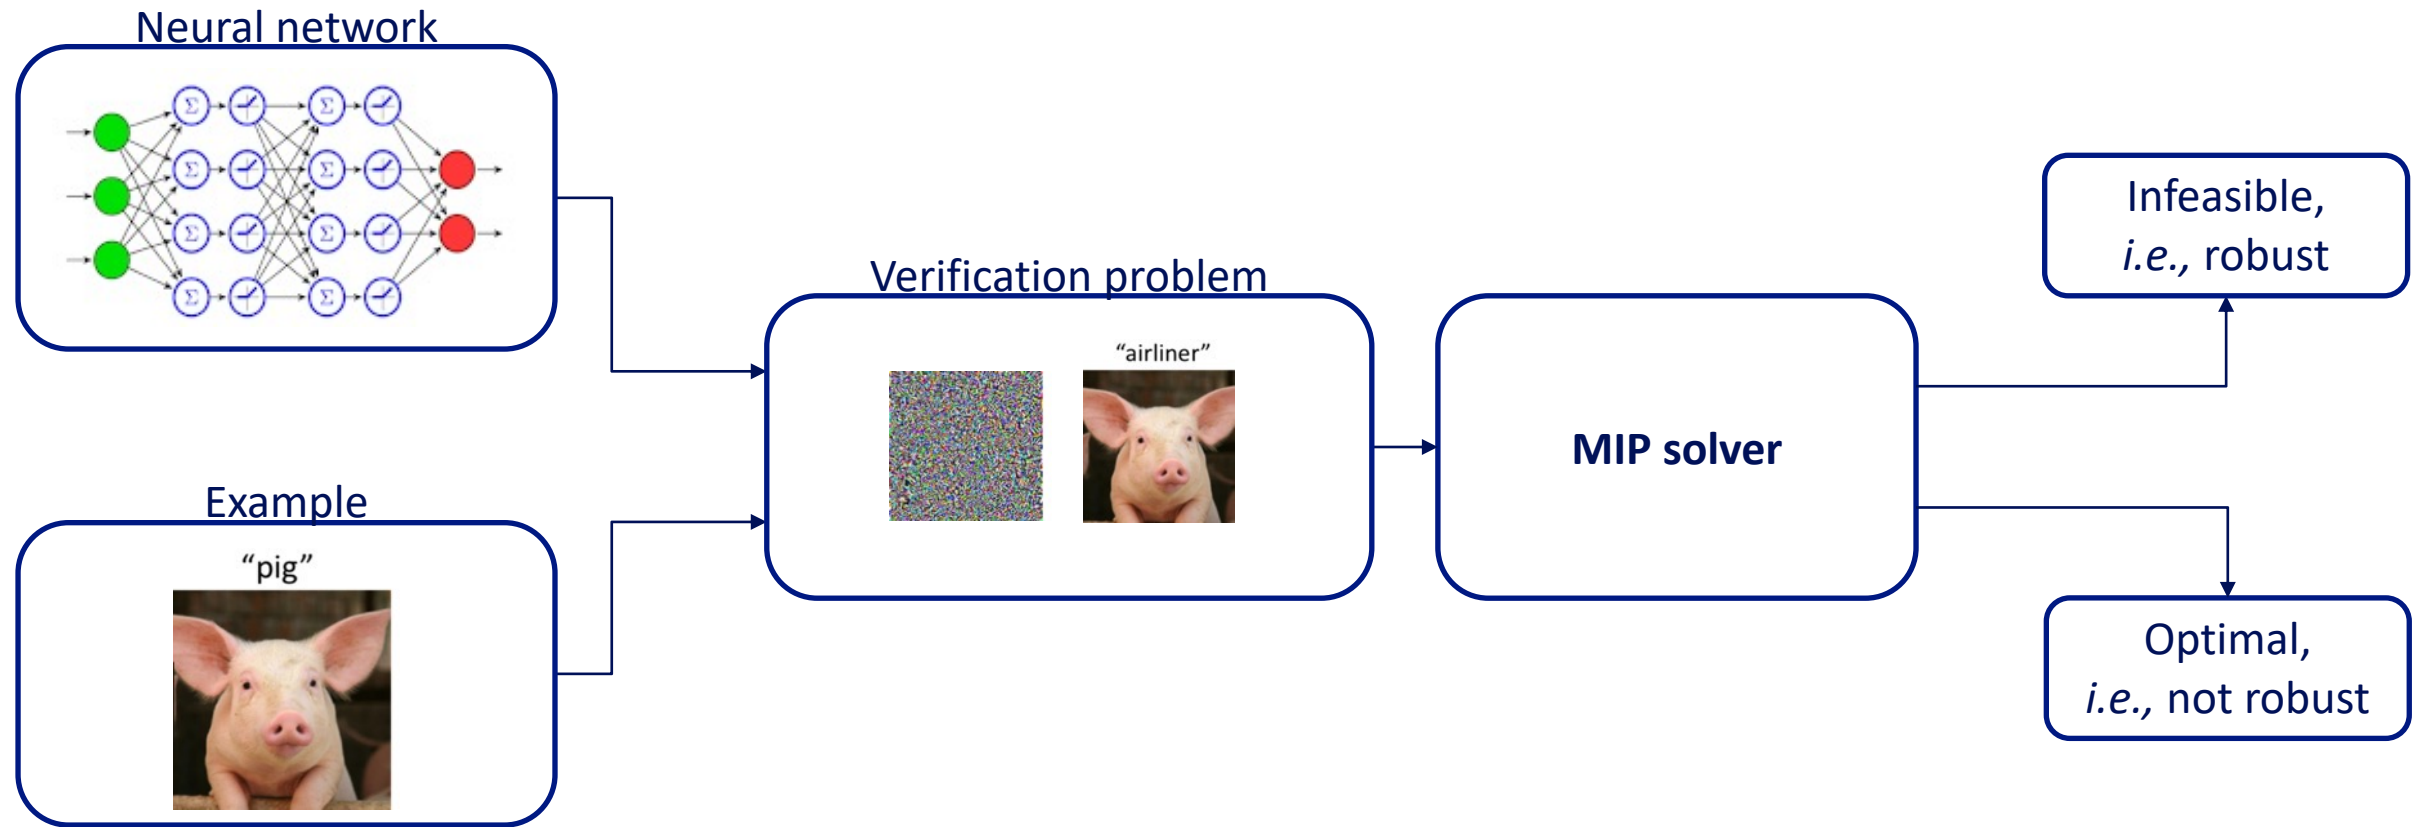 Neural network
Σ
Σ
Σ
Σ
Σ
Σ
Σ
Σ
Example
“pig”
Verification problem
“airliner”
MIP solver
Infeasible,
i.e., robust
Optimal,
i.e., not robust